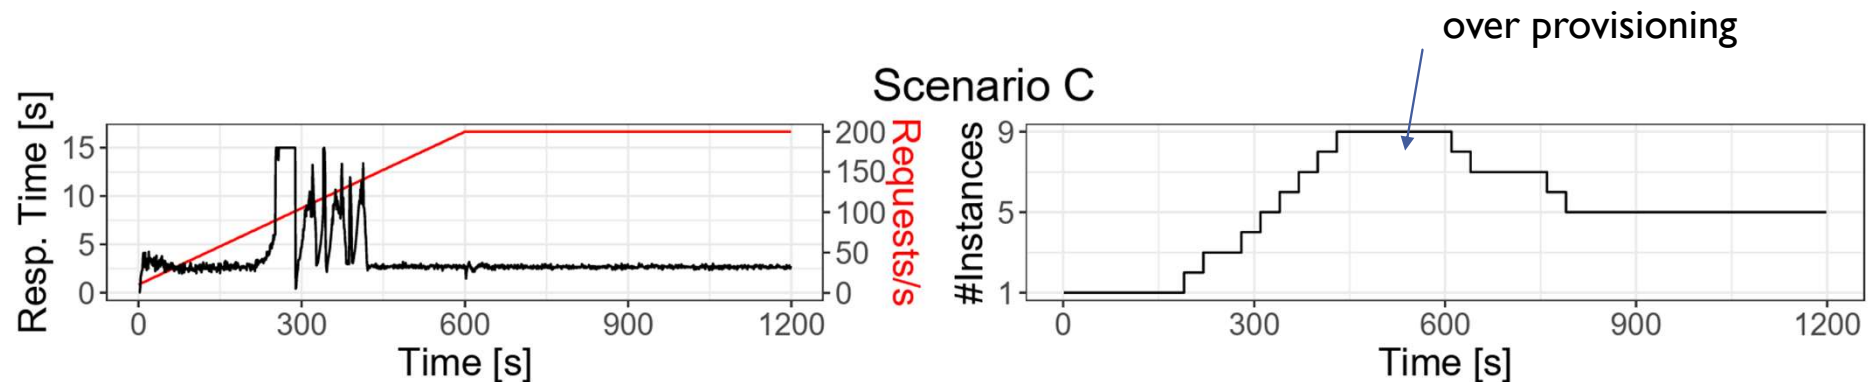 over provisioning
Scenario C
Resp. Time [s]
15
10
5
0
200
150
100
50
0
Requests/s
0 300 600 900 1200
Time [s]
#Instances
9
5
1
0 300 600 900 1200
Time [s]